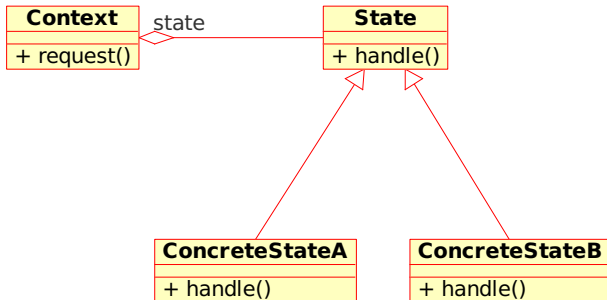 Context
state
State
+ request()
+ handle()
ConcreteStateA
ConcreteStateB
+ handle()
+ handle()